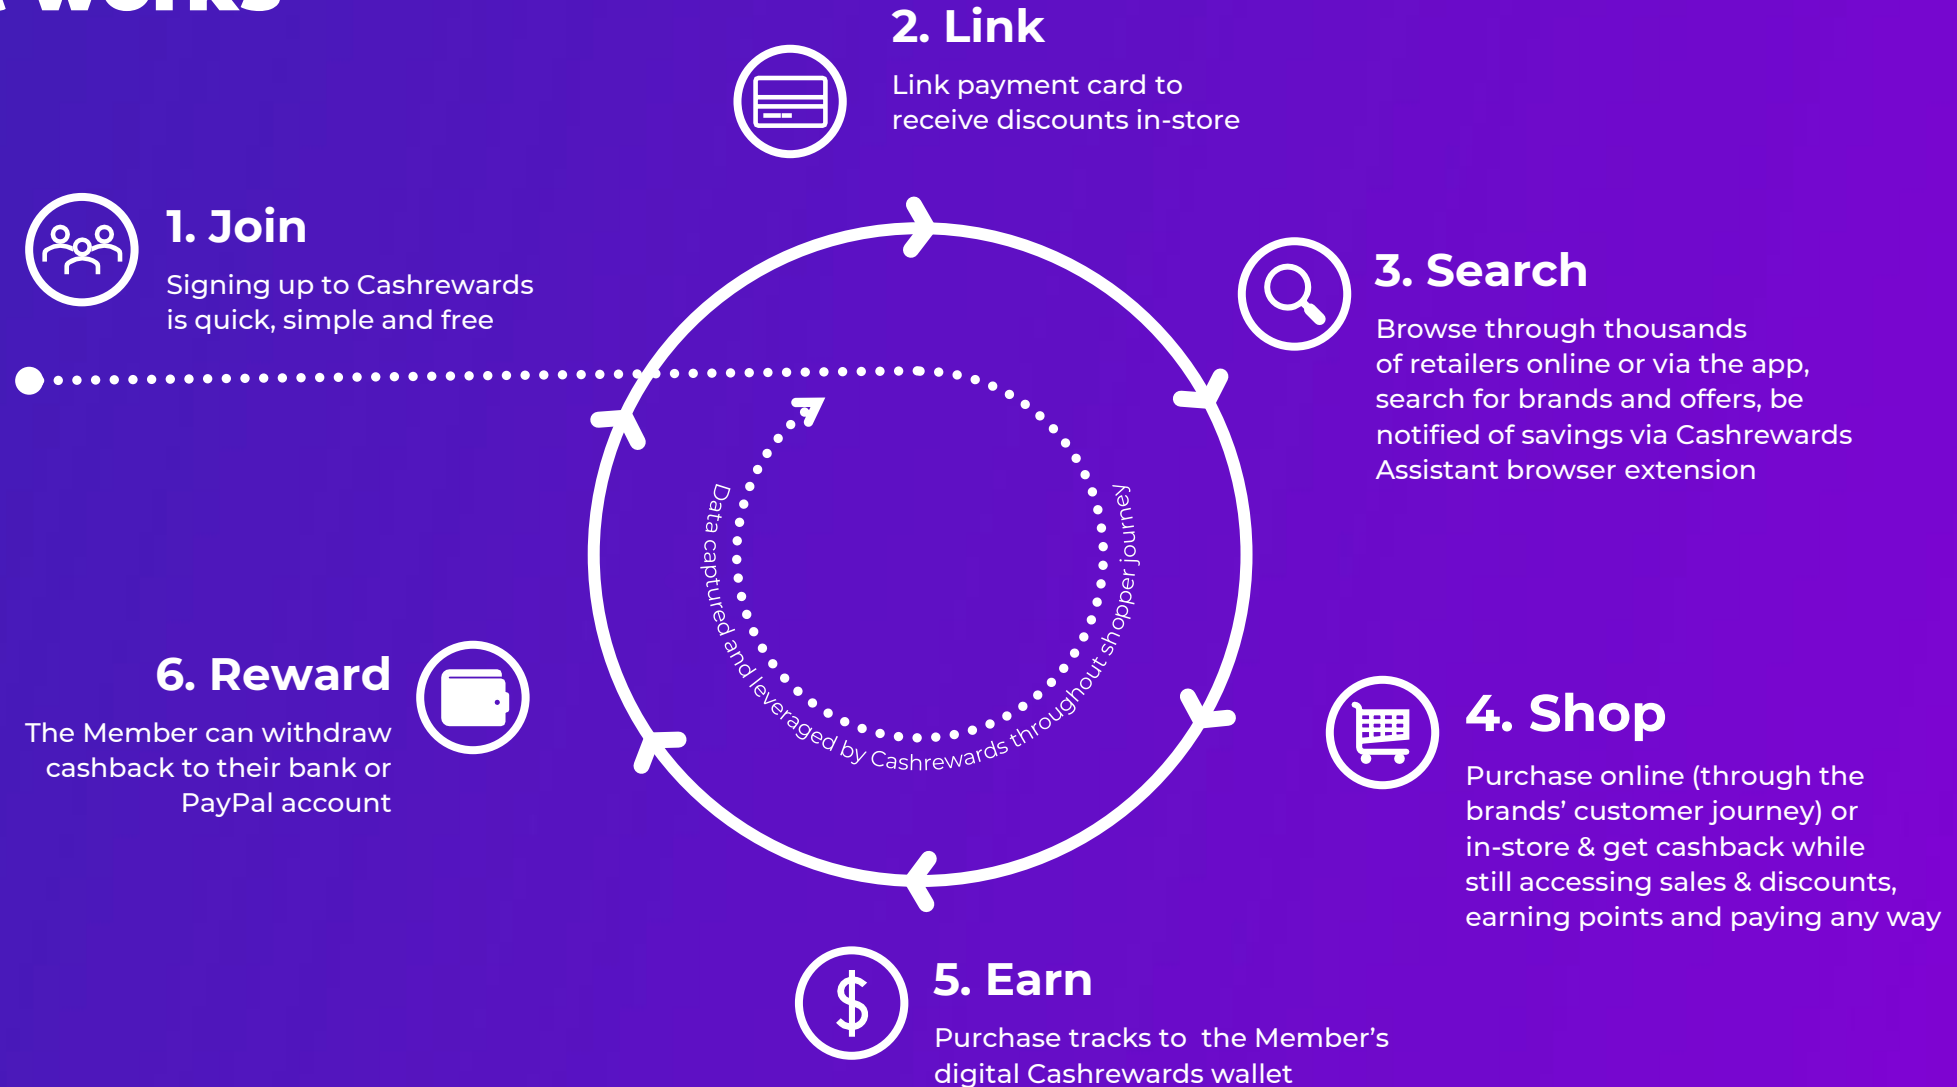 works
1. Join
Signing up to Cashrewards
is quick, simple and free
2. Link
Link payment card to
receive discounts in-store
3. Search
Browse through thousands
of retailers online or via the app,
search for brands and offers, be
notified of savings via Cashrewards
Assistant browser extension
4. Shop
Purchase online (through the
brands’ customer journey) or
in-store & get cashback while
still accessing sales & discounts,
earning points and paying any way
5. Earn
Purchase tracks to  the Member’s
digital Cashrewards wallet
6. Reward
The Member can withdraw
cashback to their bank or
PayPal account
Data captured and leveraged by Cashrewards throughout shopper journey